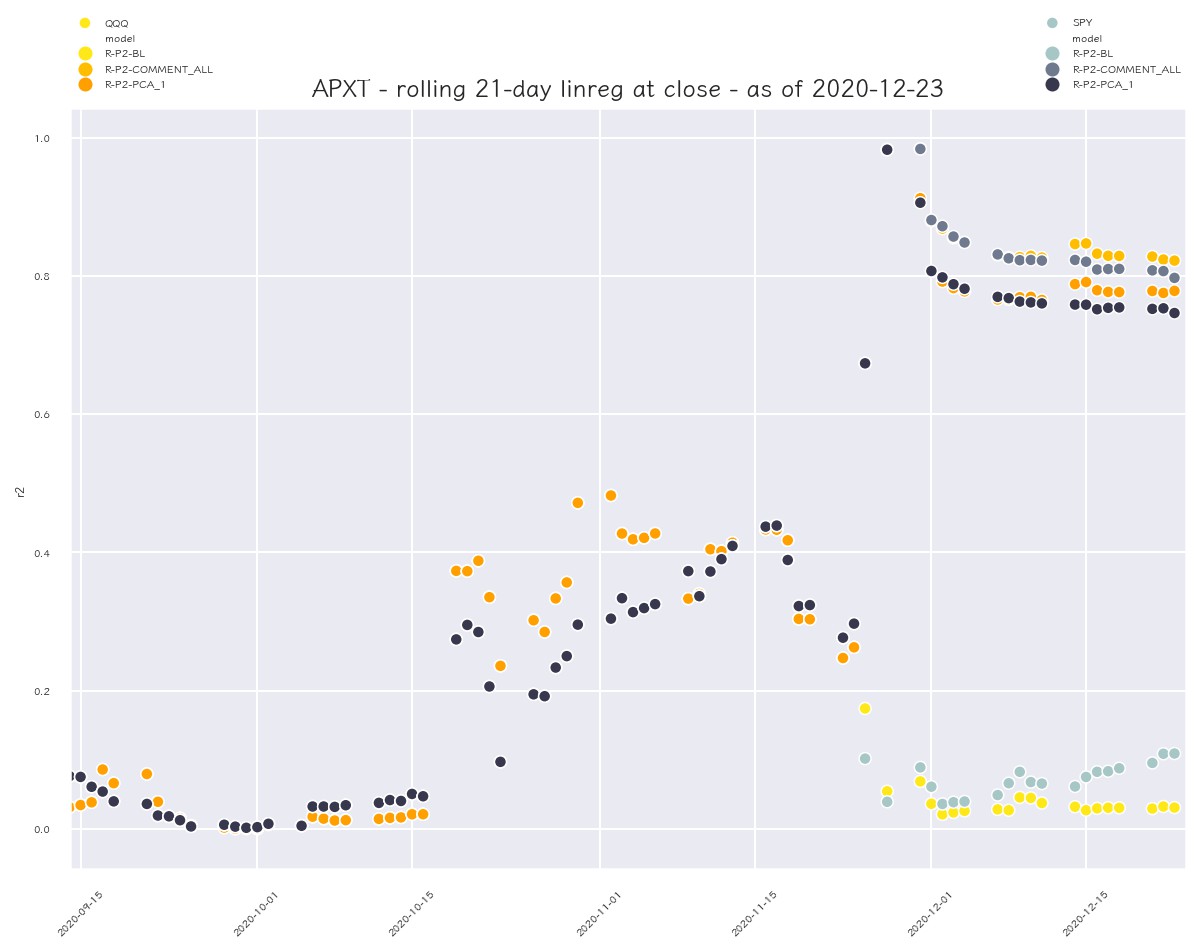 QQQ
model
R-P2-BL
R-P2-COMMENT_ALL
R-P2-PCA_1
SPY
model
R-P2-BL
R-P2-COMMENT_ALL
R-P2-PCA_1
APXT - rolling 21-day linreg at close - as of 2020-12-23
1.0
0.8
0.6
0.4
0.2
0.0
r2
2020-09-15
2020-10-01
2020-10-15
2020-11-01
2020-11-15
2020-12-01
2020-12-15